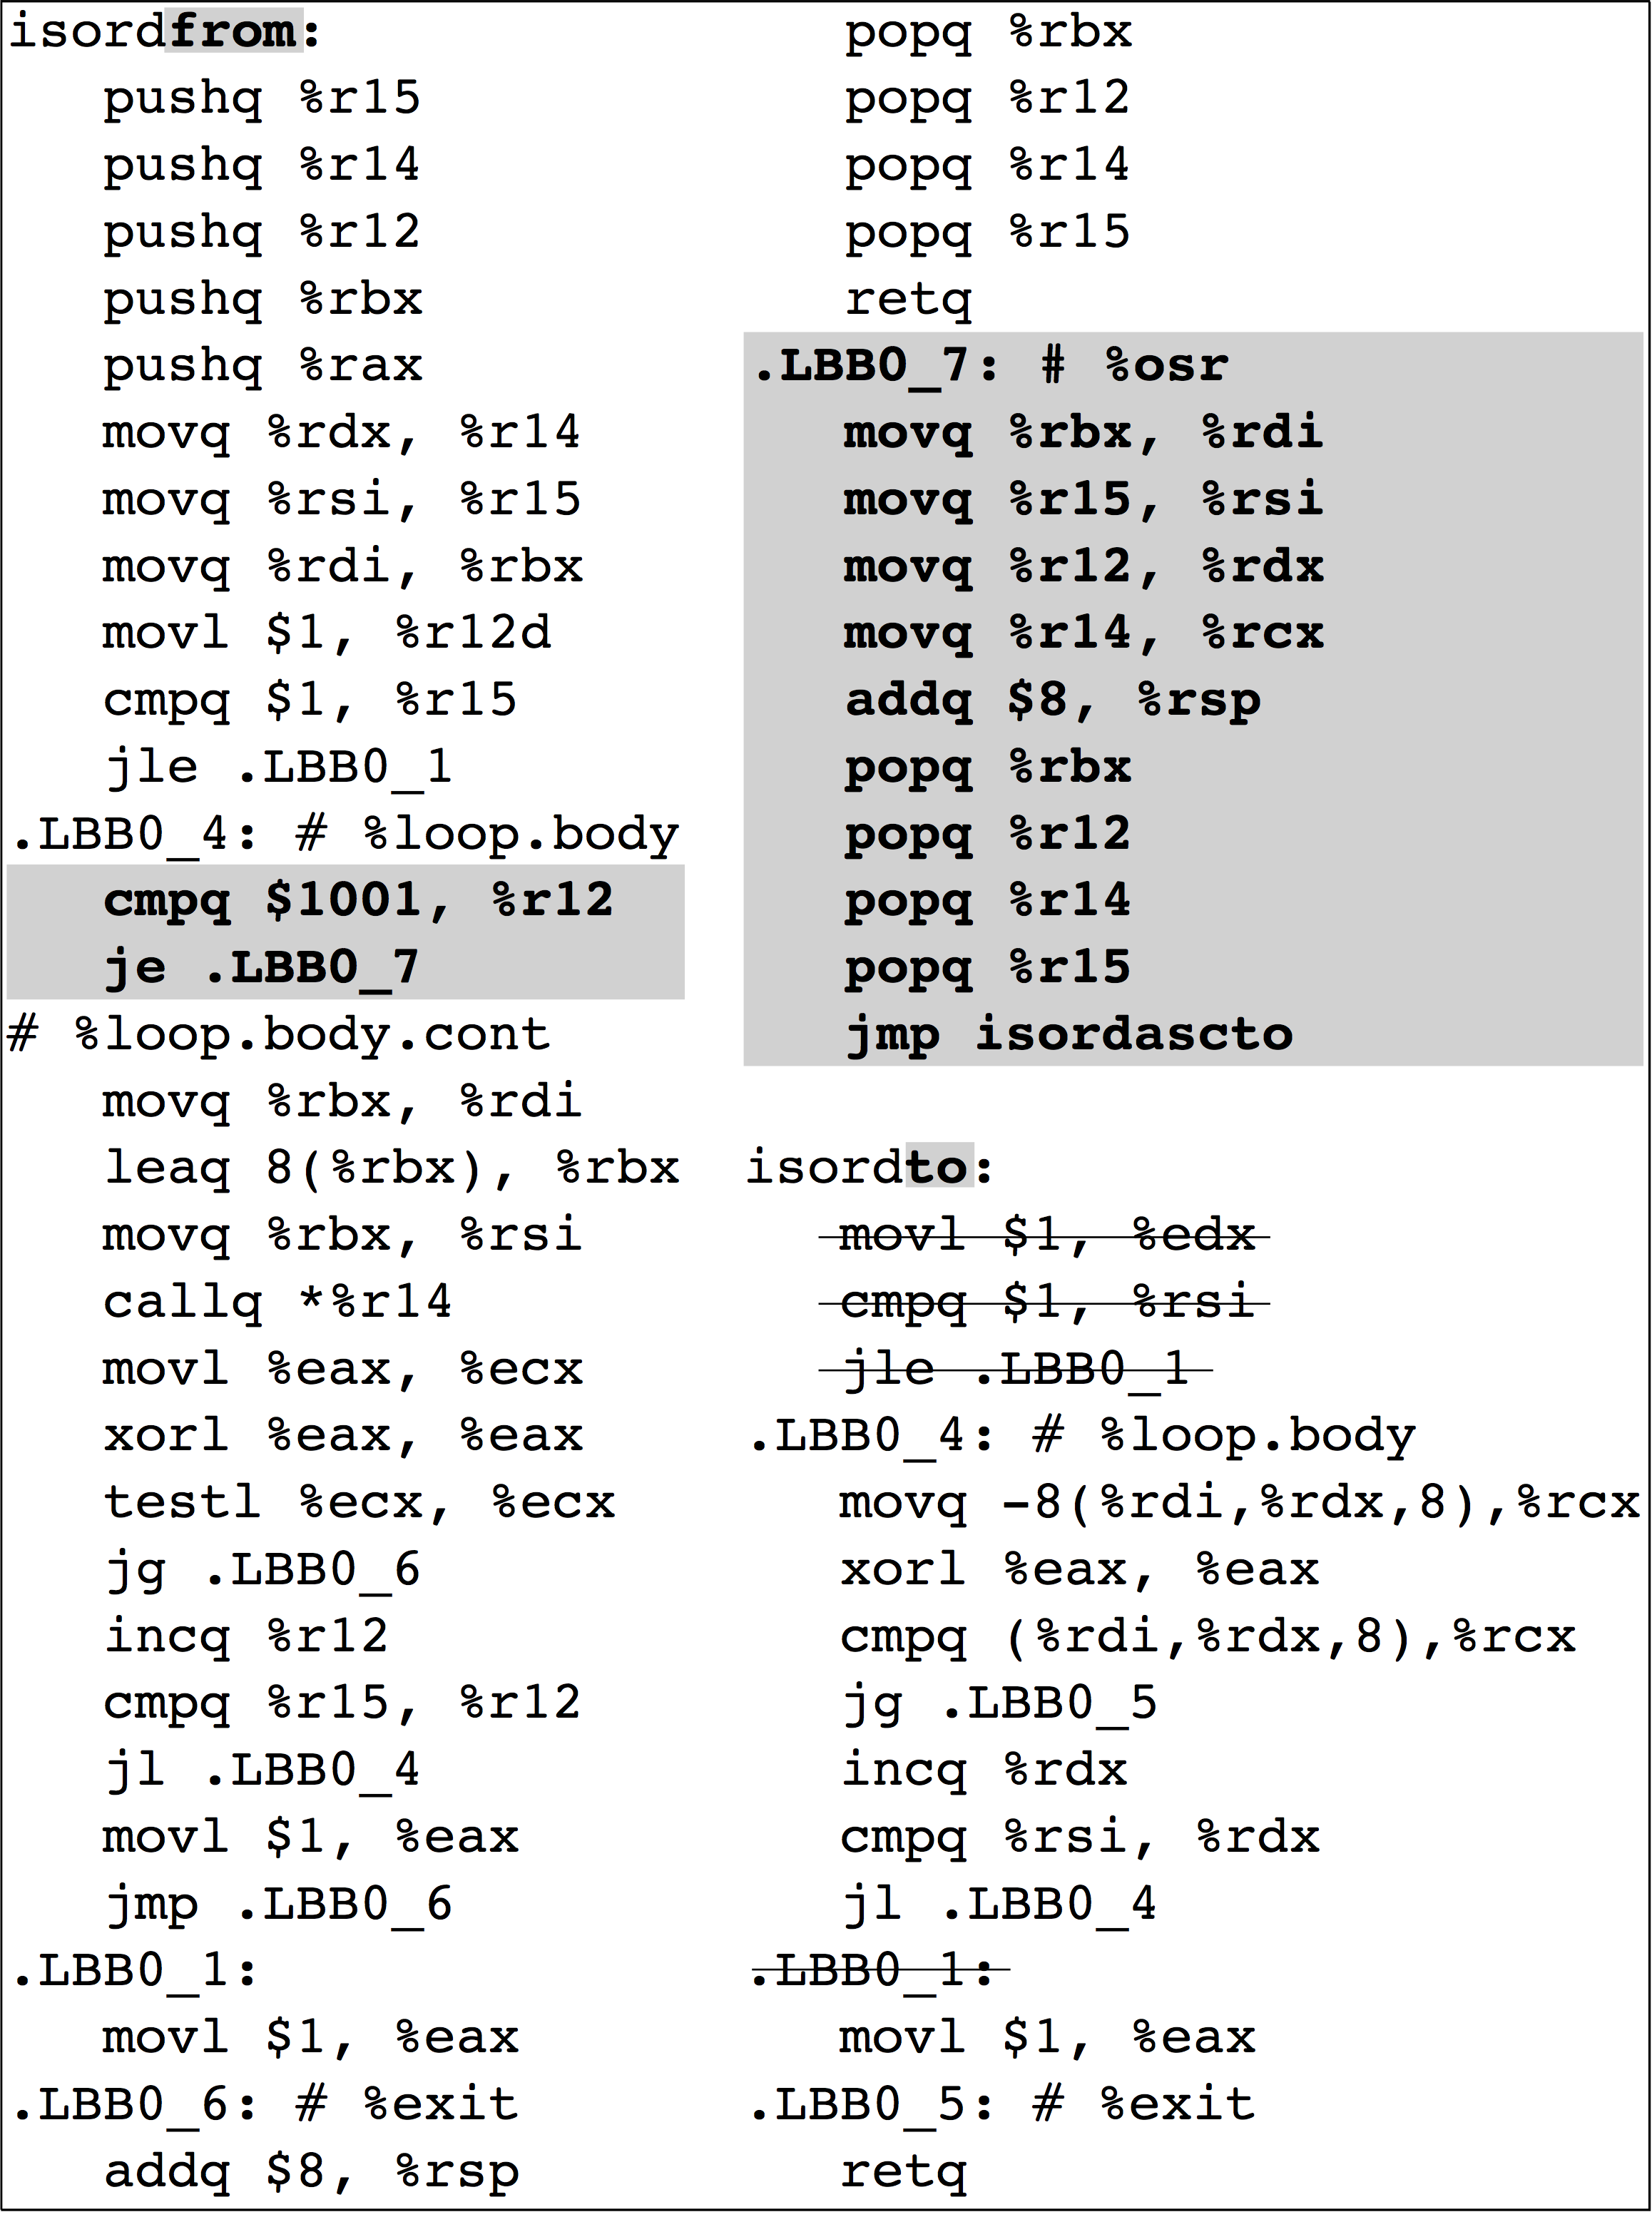 isordfrom:
pushq %r15
pushq %r14
pushq %r12
pushq %rbx
pushq %rax
movq %rdx, %r14
movq %rsi, %r15
movq %rdi, %rbx
movl $1, %r12d
cmpq $1, %r15
jle .LBB0_1
.LBB0_4: # %loop.body
cmpq $1001, %r12
je .LBB0_7
# %loop.body.cont
movq %rbx, %rdi
leaq 8(%rbx), %rbx
movq %rbx, %rsi
callq *%r14
movl %eax, %ecx
xorl %eax, %eax
testl %ecx, %ecx
jg .LBB0_6
incq %r12
cmpq %r15, %r12
jl .LBB0_4
movl $1, %eax
jmp .LBB0_6
.LBB0_1:
movl $1, %eax
.LBB0_6: # %exit
addq $8, %rsp
popq %rbx
popq %r12
popq %r14
popq %r15
retq
.LBB0_7: # %osr
movq %rbx, %rdi
movq %r15, %rsi
movq %r12, %rdx
movq %r14, %rcx
addq $8, %rsp
popq %rbx
popq %r12
popq %r14
popq %r15
jmp isordascto
isordto:
movl $1, %edx
cmpq $1, %rsi
jle .LBB0_1
.LBB0_4: # %loop.body
movq -8(%rdi,%rdx,8),%rcx
xorl %eax, %eax
cmpq (%rdi,%rdx,8),%rcx
jg .LBB0_5
incq %rdx
cmpq %rsi, %rdx
jl .LBB0_4
.LBB0_1:
movl $1, %eax
.LBB0_5: # %exit
retq